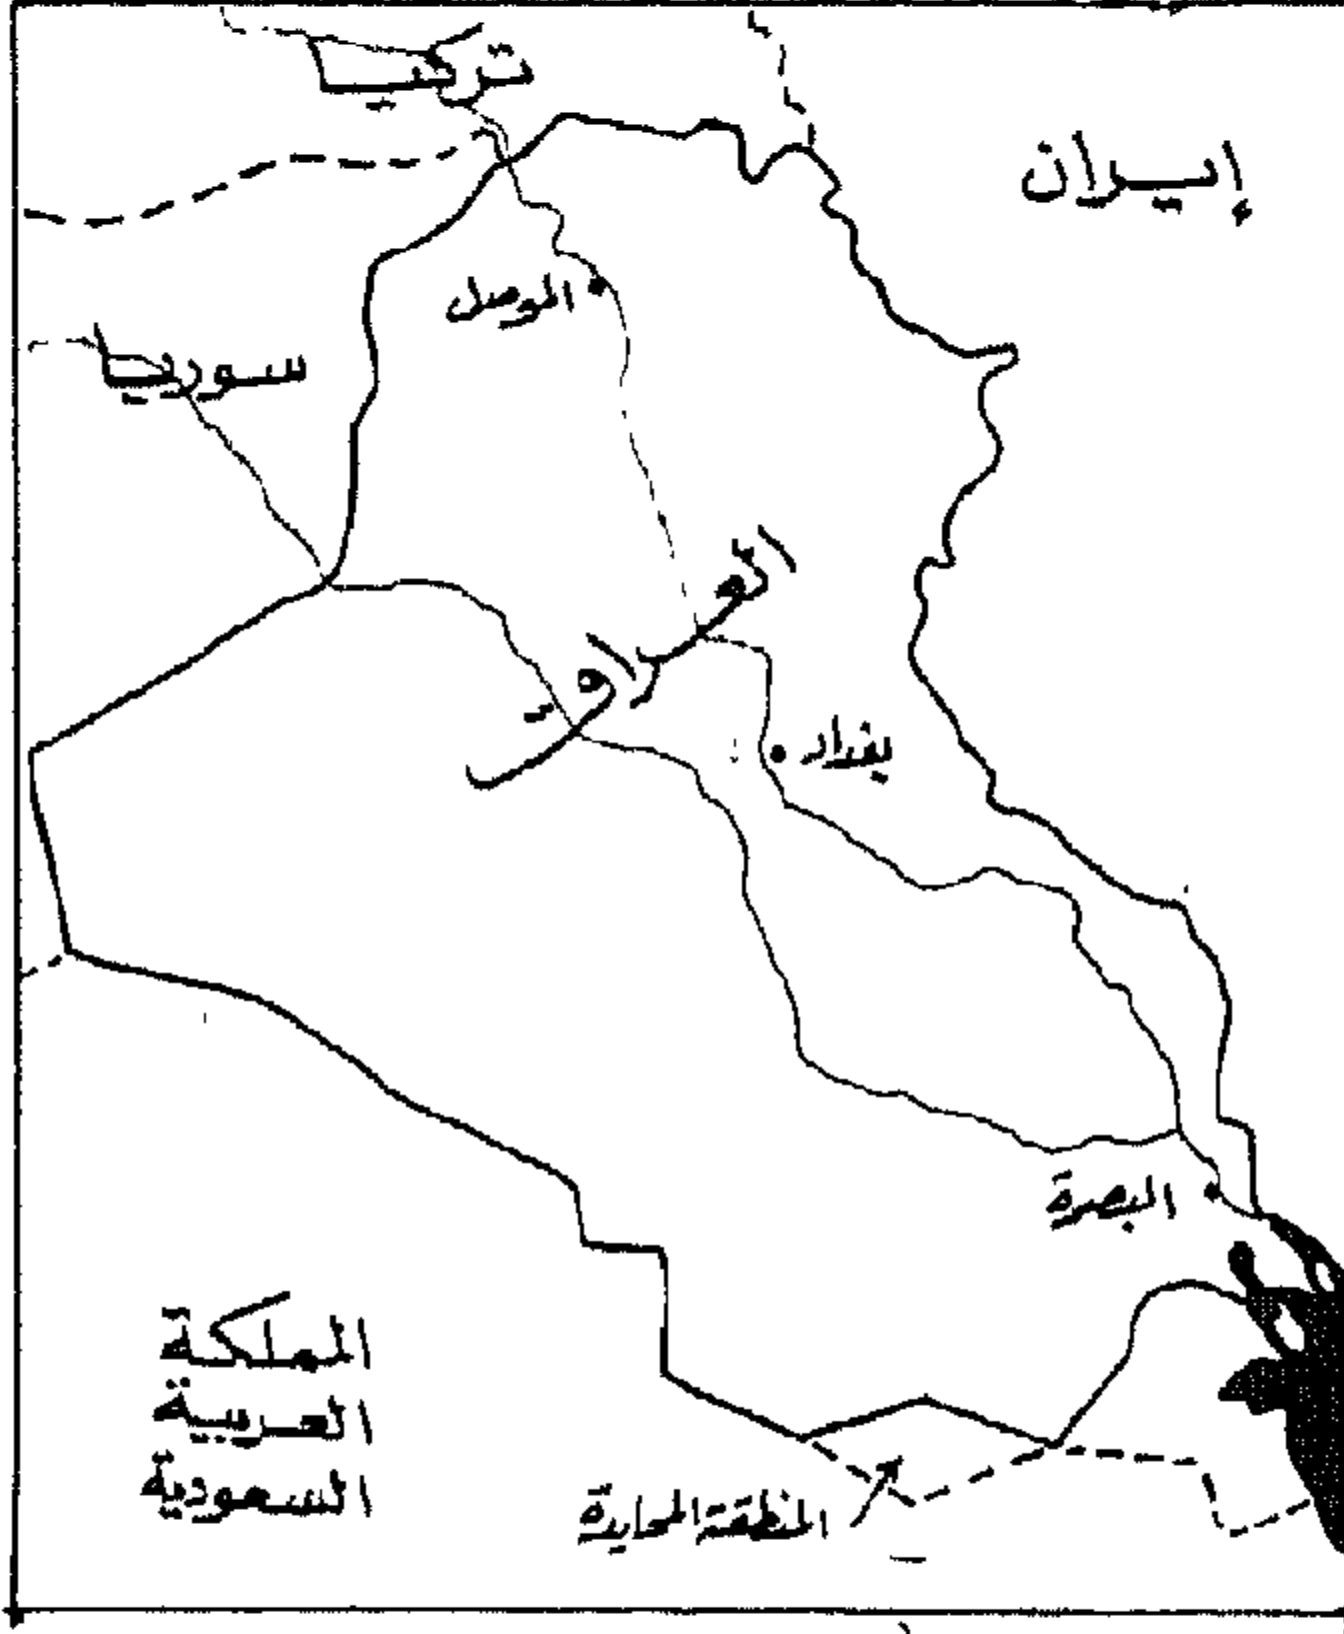 تركيا
إيران
الموصل
سوريا
العراق
بغداد
البصرة
المملكة
العربية
السعودية
المنطقة المحايدة